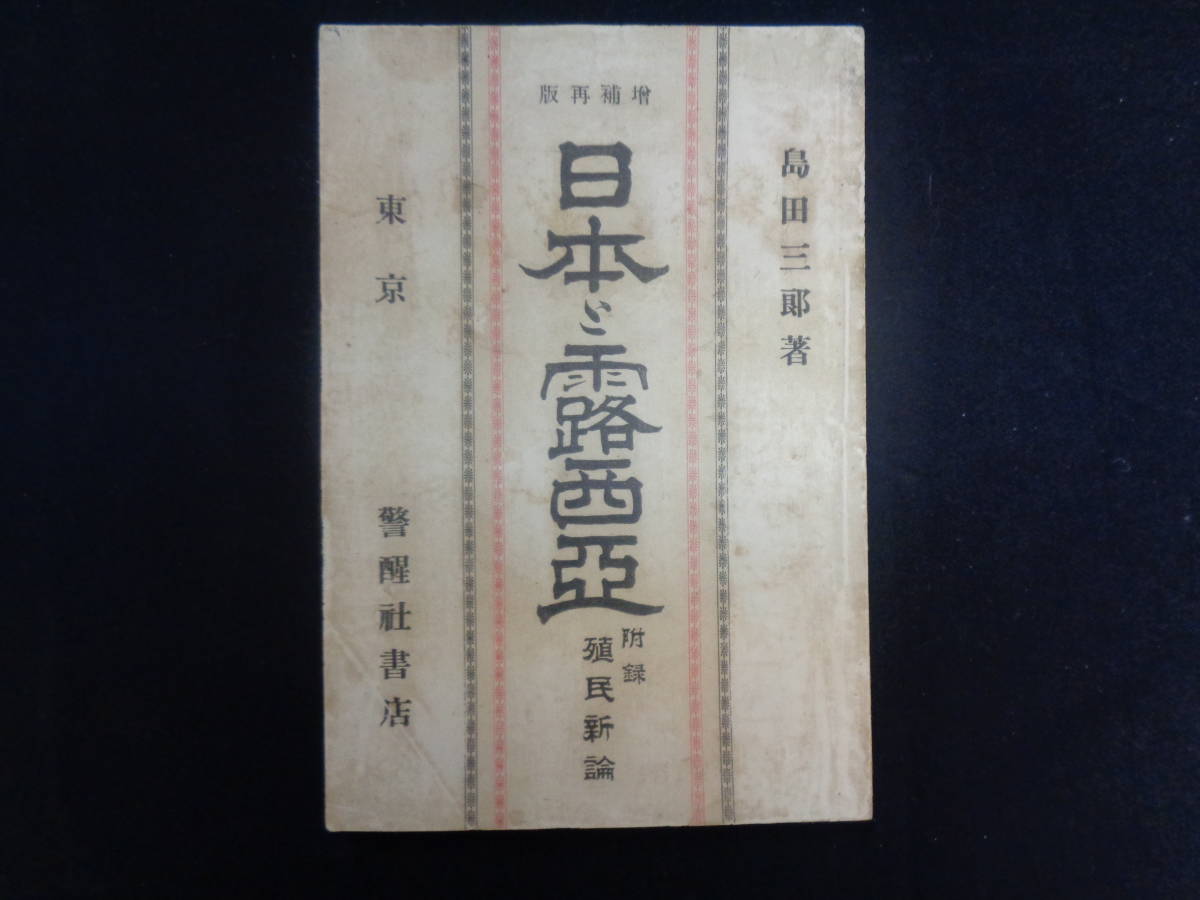 島田三郎著
增補再版
日本と露西亞
附録
殖民新論
東京 警醒社書店